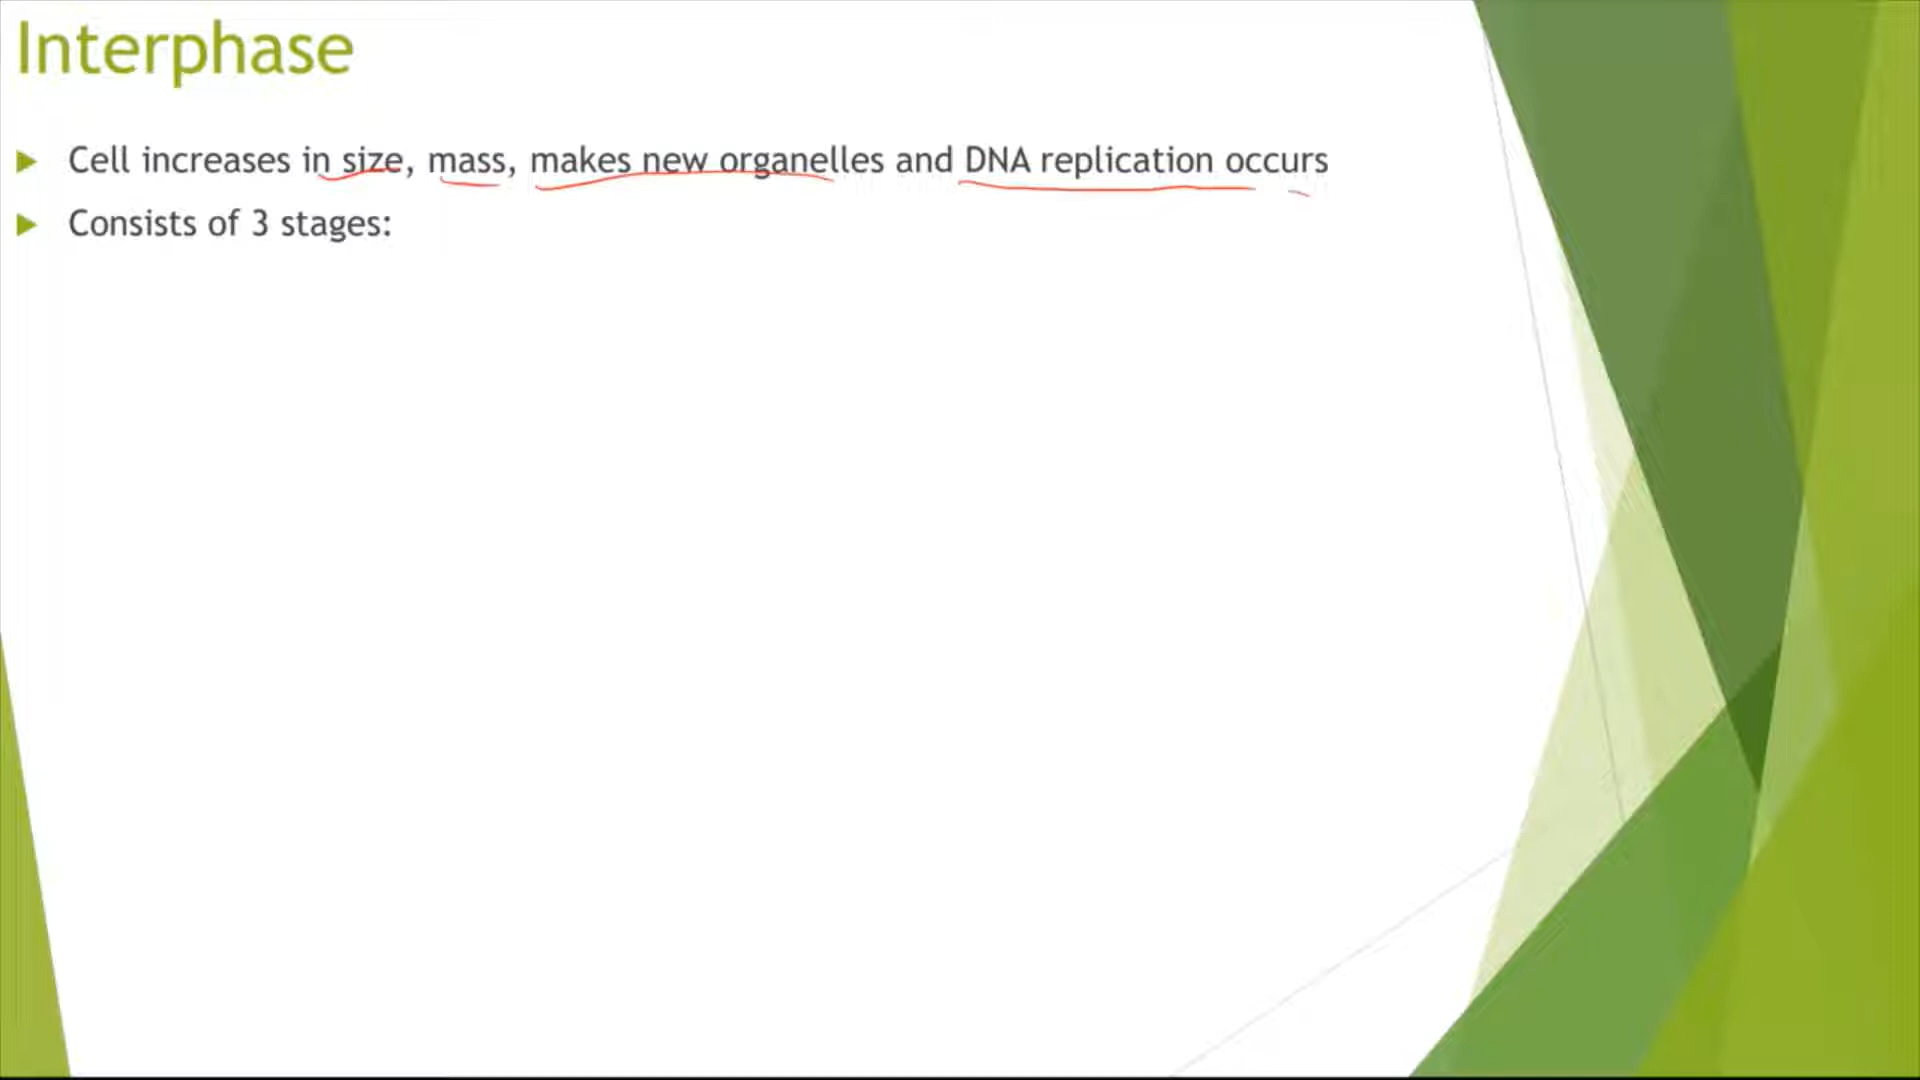 Interphase
Cell increases in size, mass, makes new organelles and DNA replication occurs
Consists of 3 stages: